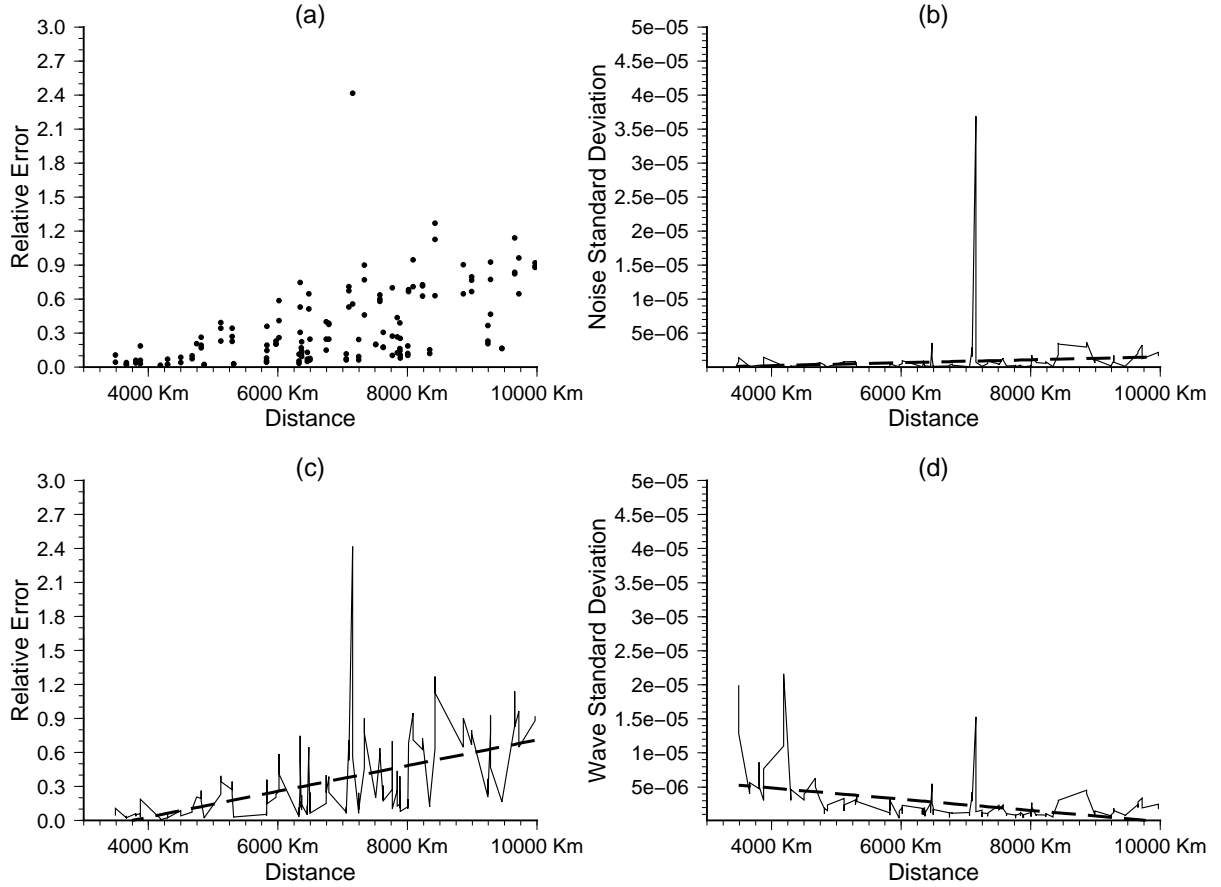 (a)
3.0
2.7
2.4
2.1
1.8
1.5
1.2
0.9
0.6
0.3
0.0
Relative Error
4000 Km 6000 Km 8000 Km 10000 Km
Distance
(b)
5e−05
4.5e−05
4e−05
3.5e−05
3e−05
2.5e−05
2e−05
1.5e−05
1e−05
5e−06
Noise Standard Deviation
4000 Km 6000 Km 8000 Km 10000 Km
Distance
(c)
3.0
2.7
2.4
2.1
1.8
1.5
1.2
0.9
0.6
0.3
0.0
Relative Error
4000 Km 6000 Km 8000 Km 10000 Km
Distance
(d)
5e−05
4.5e−05
4e−05
3.5e−05
3e−05
2.5e−05
2e−05
1.5e−05
1e−05
5e−06
Wave Standard Deviation
4000 Km 6000 Km 8000 Km 10000 Km
Distance